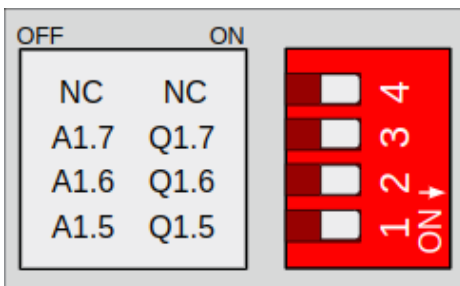 OFF ON
NC NC
A1.7 Q1.7
A1.6 Q1.6
A1.5 Q1.5
4
3
2
1
ON